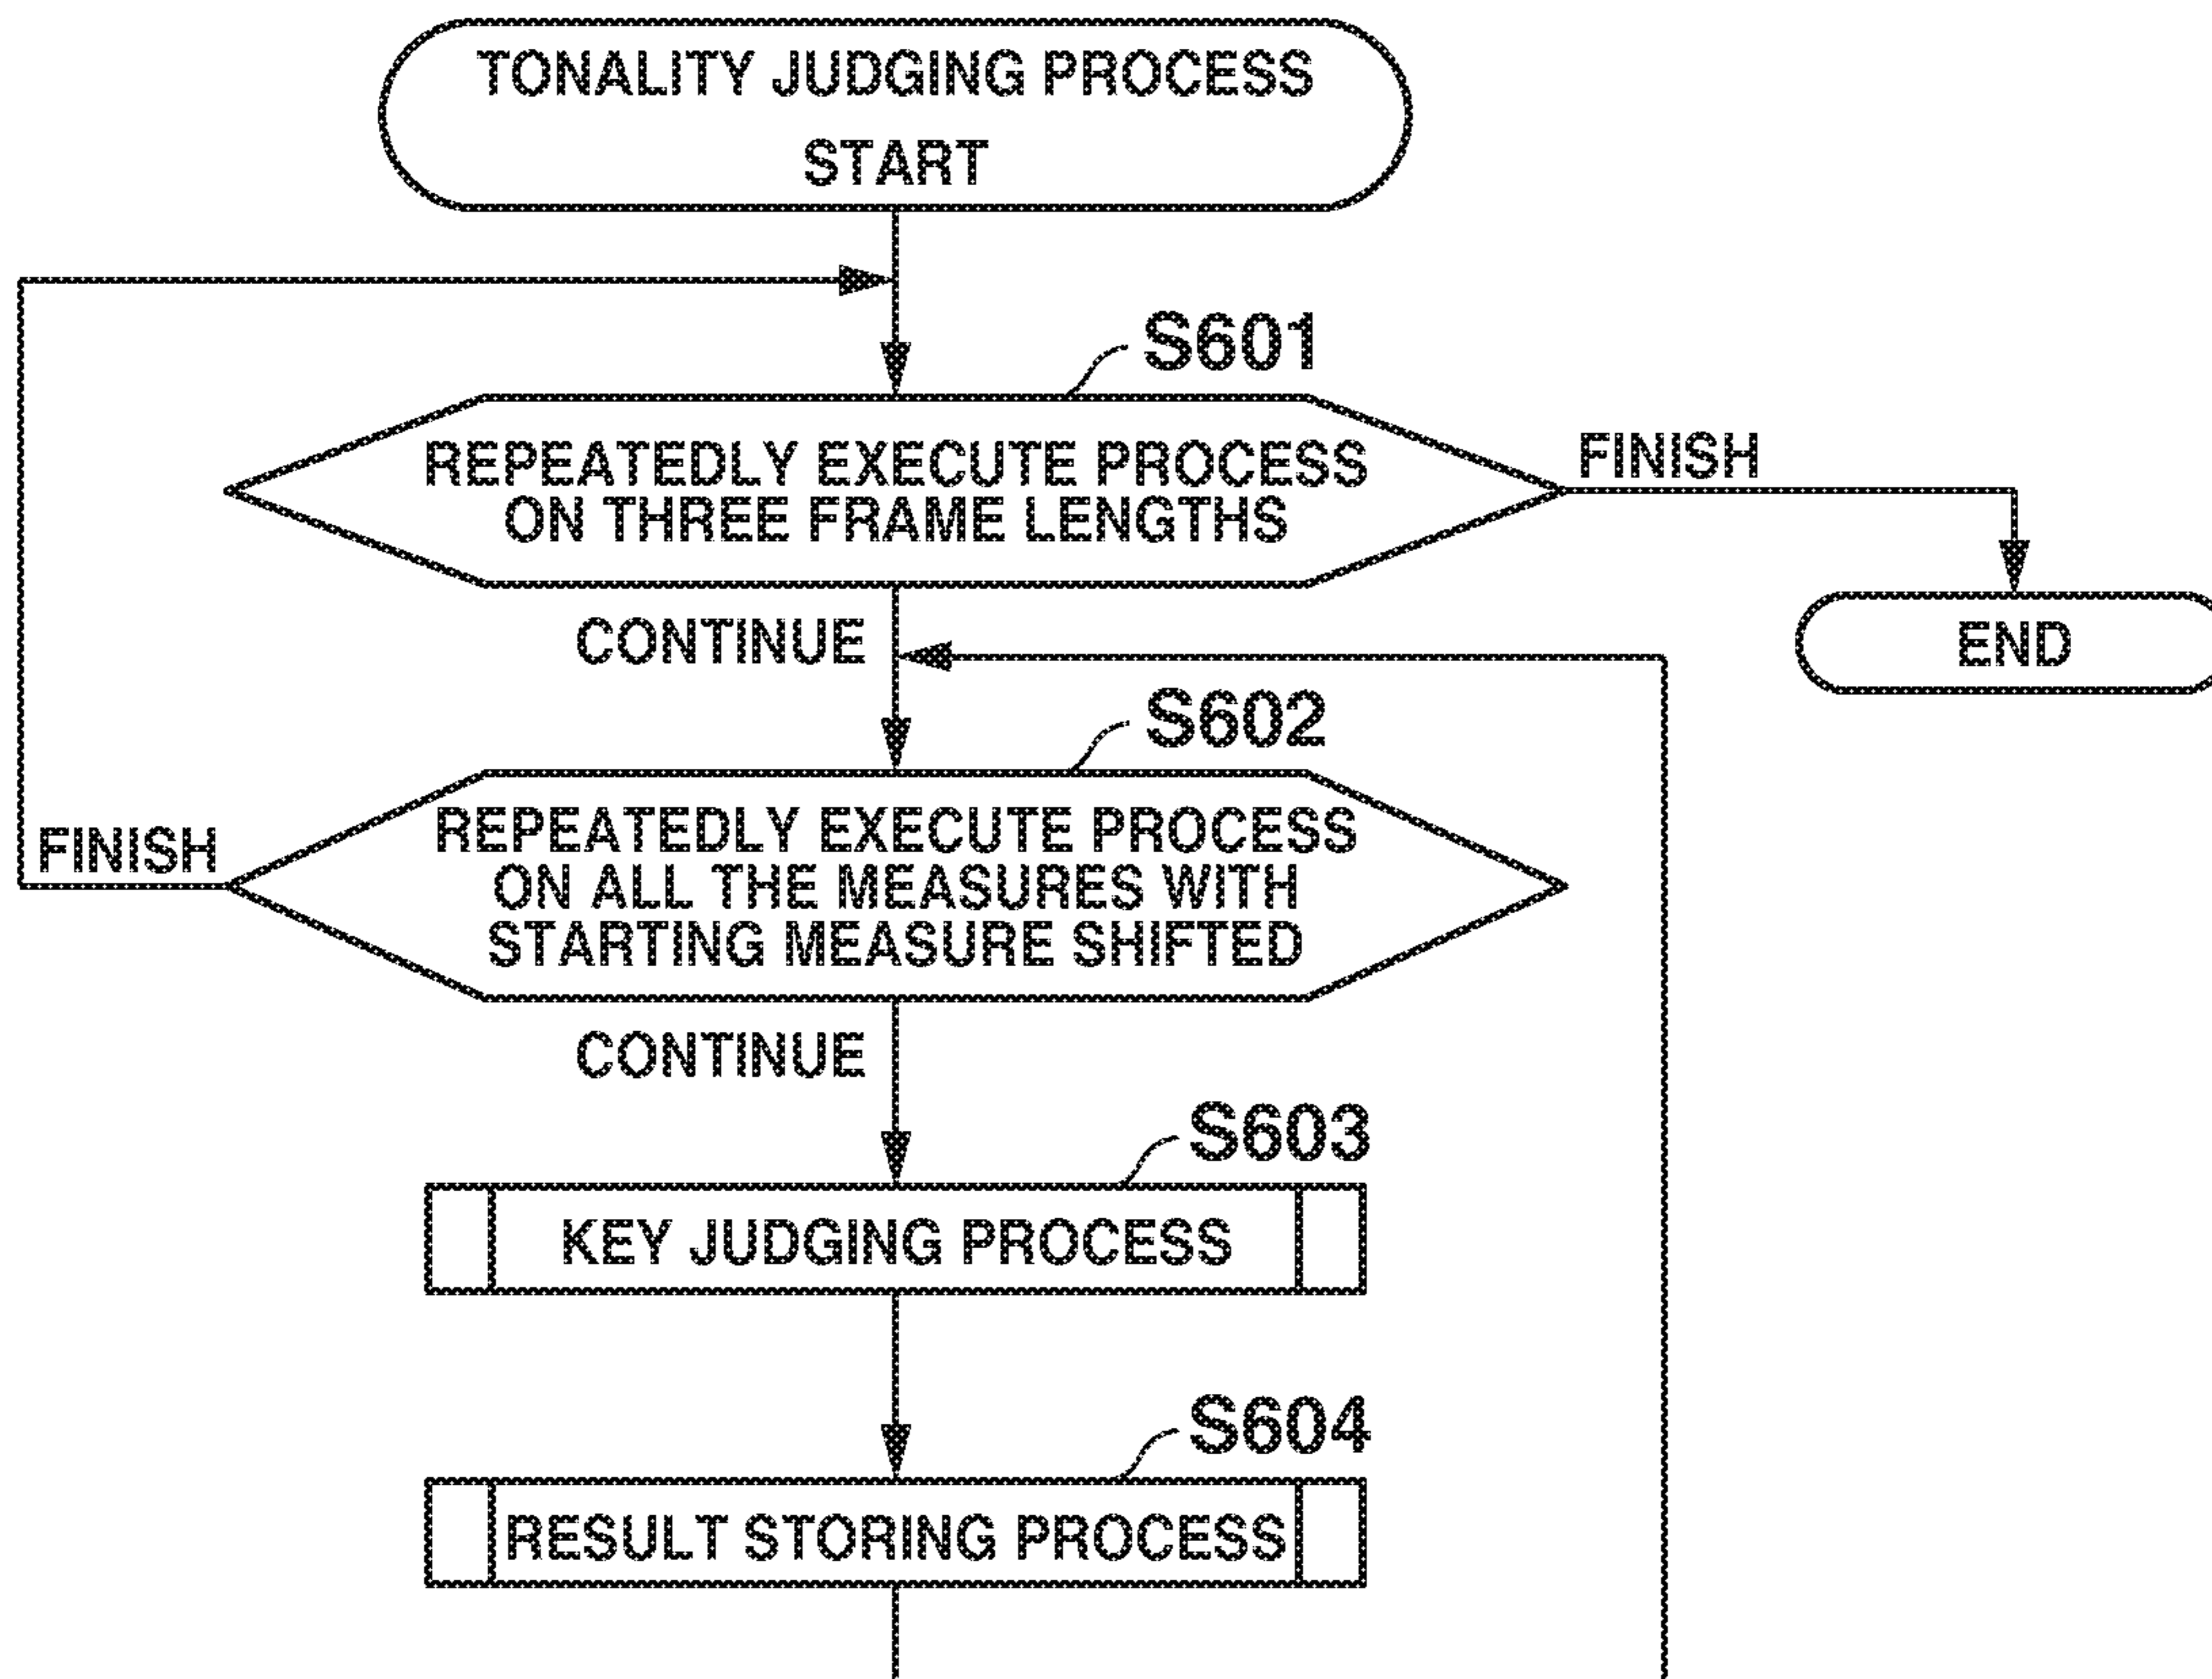 TONALITY JUDGING PROCESS
START
S601
REPEATEDLY EXECUTE PROCESS
ON THREE FRAME LENGTHS
FINISH
CONTINUE
END
S602
REPEATEDLY EXECUTE PROCESS
ON ALL THE MEASURES WITH
STARTING MEASURE SHIFTED
FINISH
CONTINUE
S603
KEY JUDGING PROCESS
S604
RESULT STORING PROCESS